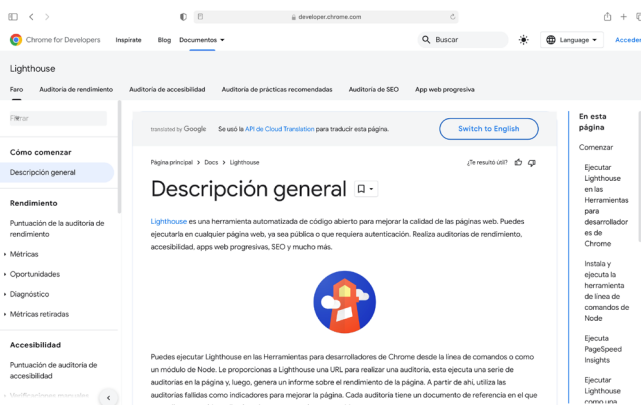 developer.chrome.com
Chrome for Developers
Inspírate
Blog
Documentos
Buscar
Language
Acceder
Lighthouse
Faro
Auditoría de rendimiento
Auditoría de accesibilidad
Auditoría de prácticas recomendadas
Auditoría de SEO
App web progresiva
Filtrar
Cómo comenzar
Descripción general
Rendimiento
Puntuación de la auditoría de
rendimiento
Métricas
Oportunidades
Diagnóstico
Métricas retiradas
Accesibilidad
Puntuación de auditoría de
accesibilidad
Verificaciones manuales
translated by Google
Se usó la API de Cloud Translation para traducir esta página.
Switch to English
Página principal > Docs > Lighthouse
¿Te resultó útil?
Descripción general
Lighthouse es una herramienta automatizada de código abierto para mejorar la calidad de las páginas web. Puedes
ejecutarla en cualquier página web, ya sea pública o que requiera autenticación. Realiza auditorías de rendimiento,
accesibilidad, apps web progresivas, SEO y mucho más.
Puedes ejecutar Lighthouse en las Herramientas para desarrolladores de Chrome desde la línea de comandos o como
un módulo de Node. Le proporcionas a Lighthouse una URL para realizar una auditoría, esta ejecuta una serie de
auditorías en la página y, luego, genera un informe sobre el rendimiento de la página. A partir de ahí, utiliza las
auditorías fallidas como indicadores para mejorar la página. Cada auditoría tiene un documento de referencia en el que
En esta
página
Comenzar
Ejecutar
Lighthouse
en las
Herramientas
para
desarrollador
es de
Chrome
Instala y
ejecuta la
herramienta
de línea de
comandos de
Node
Ejecuta
PageSpeed
Insights
Ejecutar
Lighthouse
como una